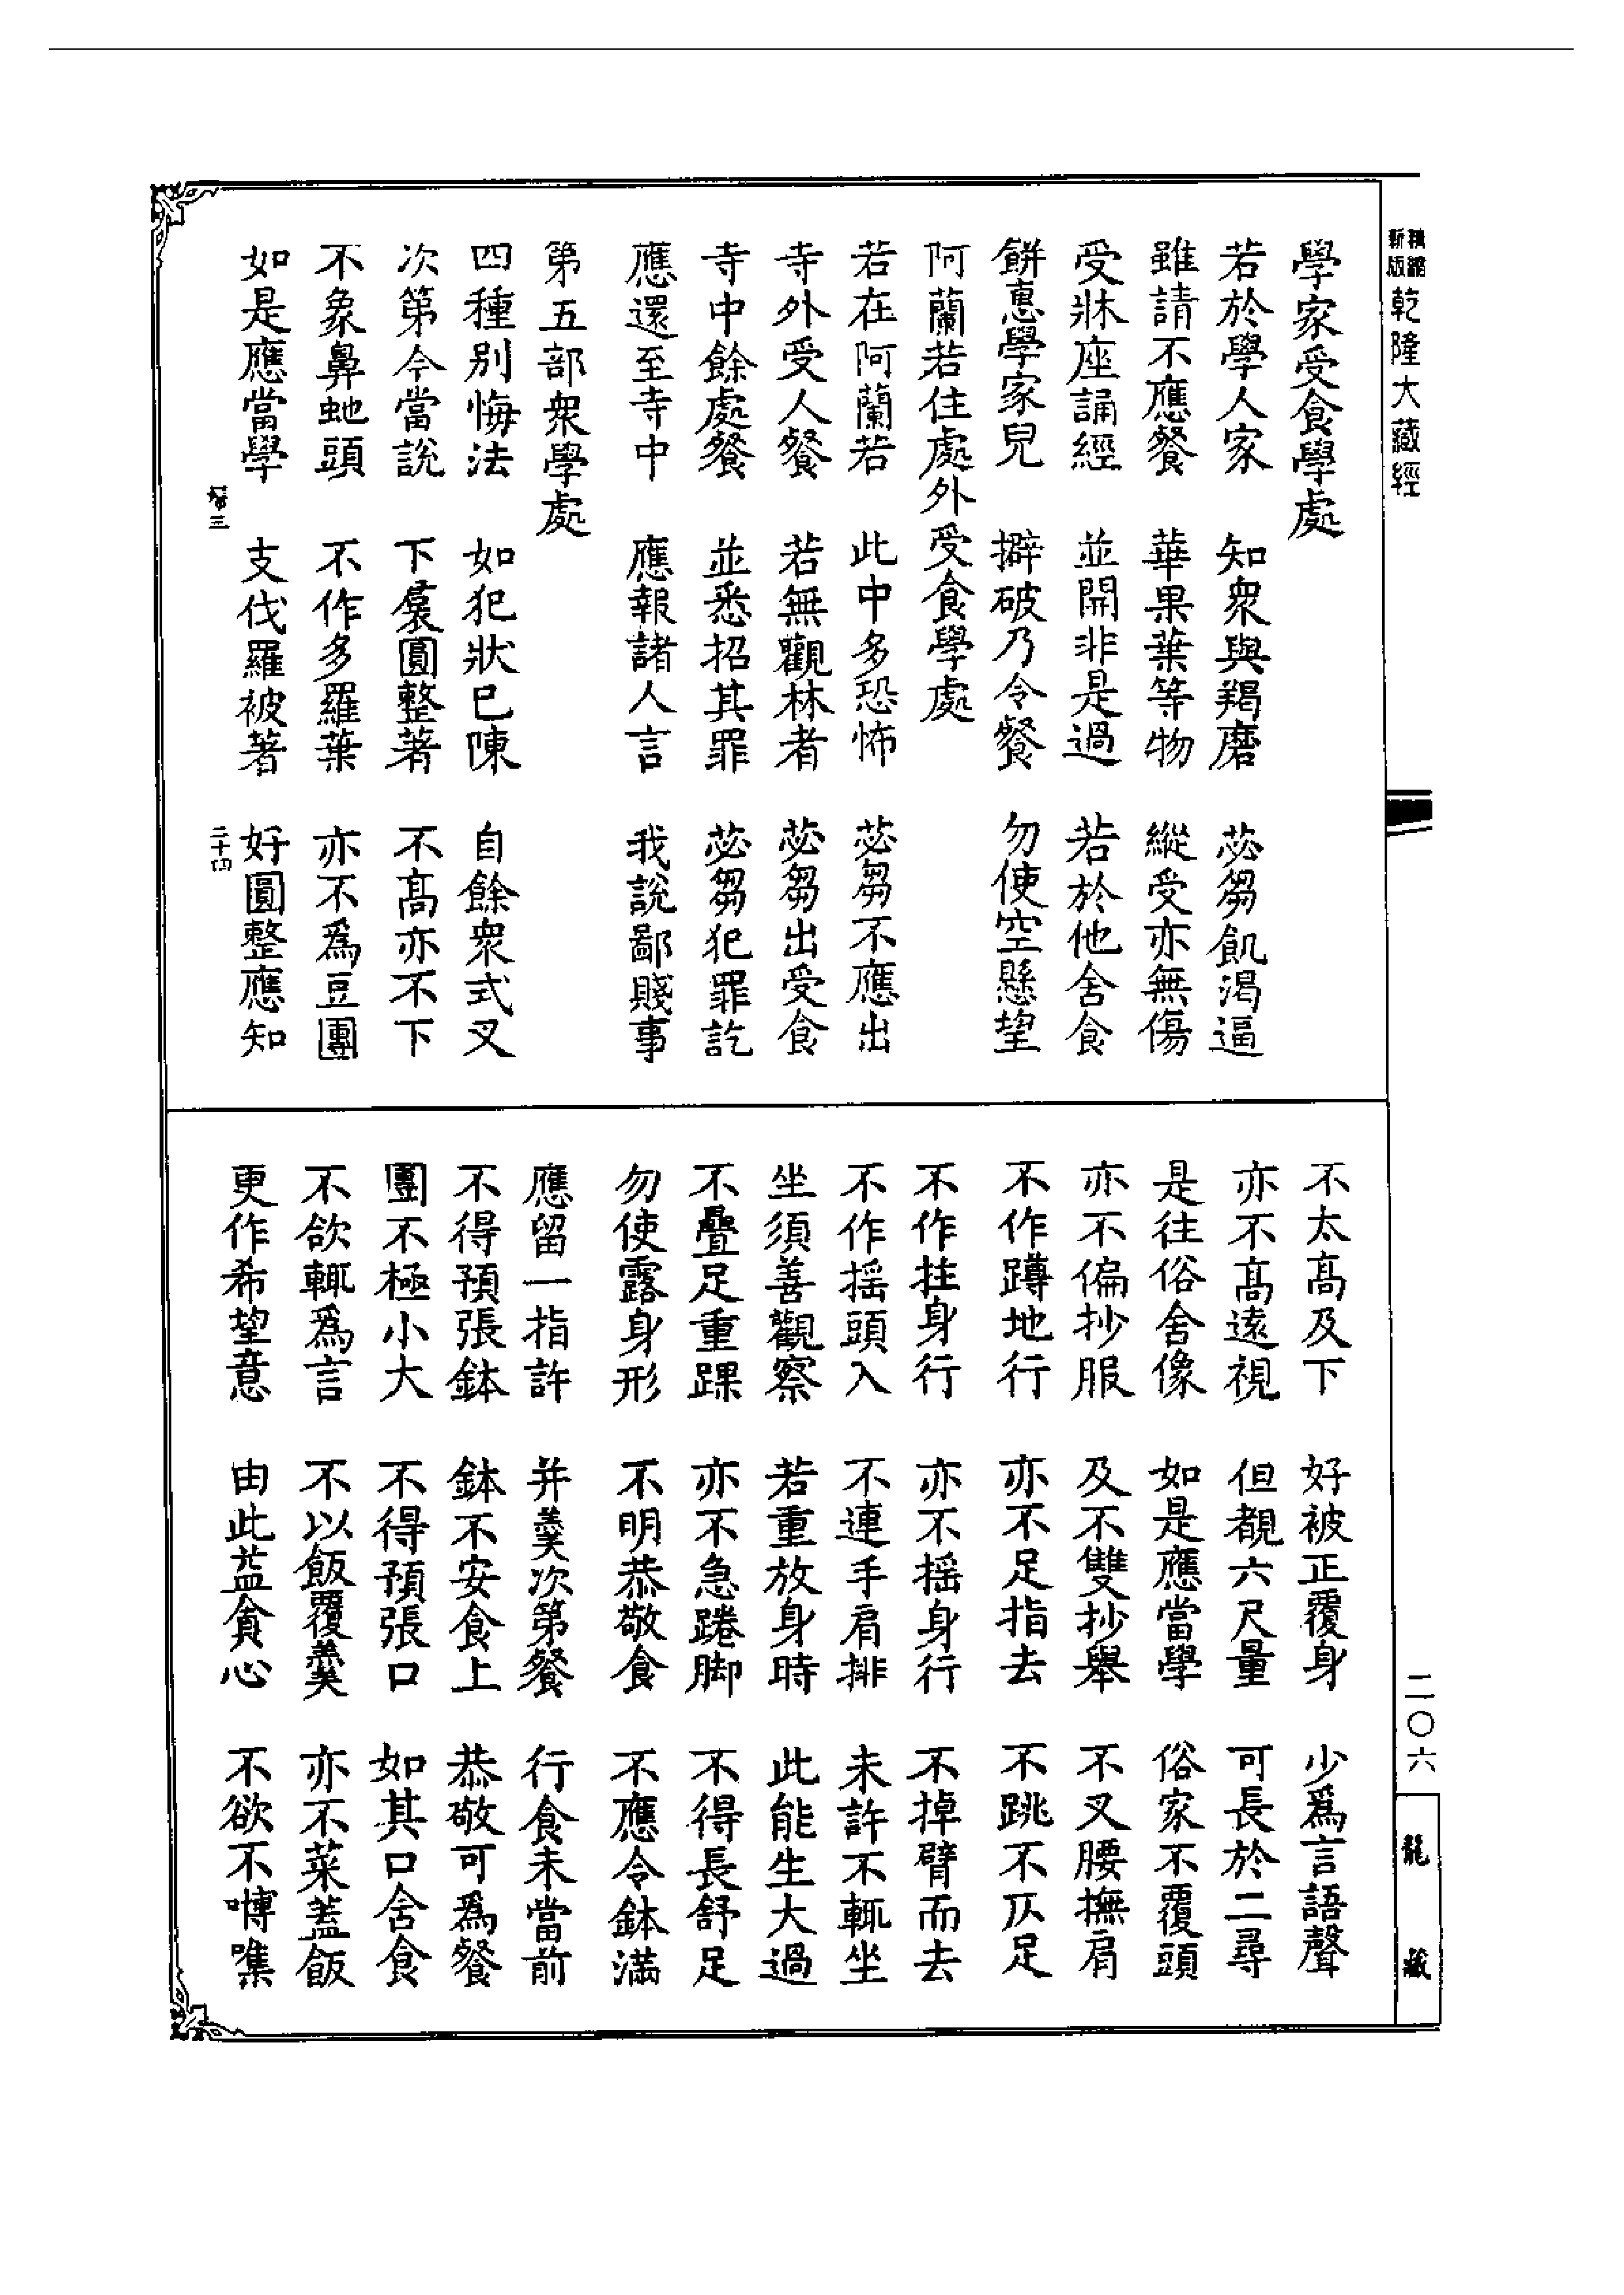 精縮新版乾隆大藏經
學家受食學處
若於學人家 知衆與羯磨 苾芻飢渴逼
雖請不應餐 華果葉等物 縱受亦無傷
受牀座誦經 並開非是過 若於他舍食
餅惠學家兒 擗破乃令餐 勿使空懸望
阿蘭若住處外受食學處
若在阿蘭若 此中多恐怖 苾芻不應出
寺外受人餐 若無觀林者 苾芻出受食
寺中餘處餐 並悉招其罪 苾芻犯罪訖
應還至寺中 應報諸人言 我說鄙賤事
第五部衆學處
四種別悔法 如犯狀已陳 自餘衆式叉
次第今當說 下裙圓整著 不高亦不下
不象鼻虵頭 不作多羅葉 亦不爲豆團
如是應當學 支伐羅被著 好圓整應知
二十四
不太高及下 好被正覆身 少爲言語聲
亦不高遠視 但覩六尺量 可長於二尋
是往俗舍像 如是應當學 俗家不覆頭
亦不偏抄服 及不雙抄舉 不叉腰撫肩
不作蹲地行 亦不足指去 不跳不仄足
不作拄身行 亦不搖身行 不掉臂而去
不作搖頭入 不連手肩排 未許不輒坐
坐須善觀察 若重放身時 此能生大過
不疊足重踝 亦不急踡脚 不得長舒足
勿使露身形 不明恭敬食 不應令鉢滿
應留一指許 并羹次第餐 行食未當前
不得預張鉢 鉢不安食上 恭敬可爲餐
團不極小大 不得預張口 如其口舍食
不欲輒爲言 不以飯覆羹 亦不菜蓋飯
更作希望意 由此益貪心 不欲不嚩嘺
二〇六
龍藏